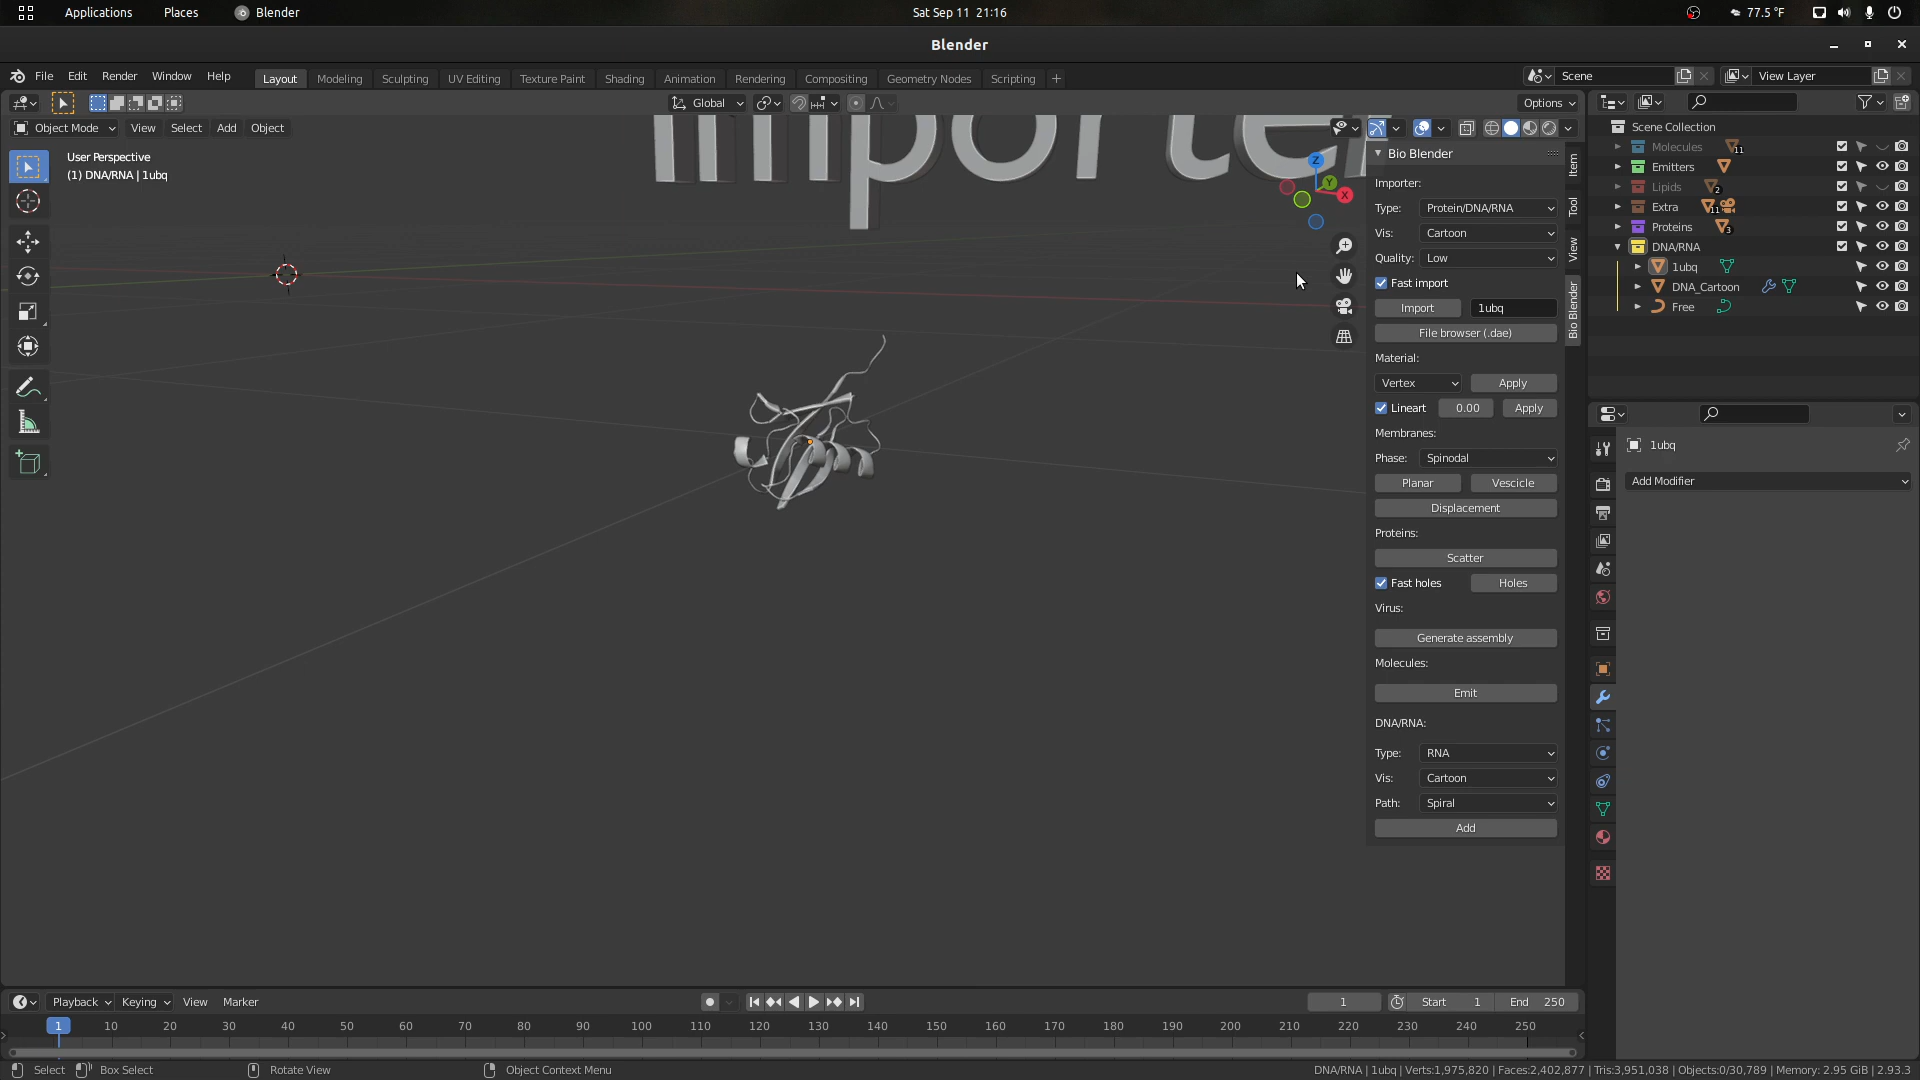 Applications Places Blender Sat Sep 11 21:16 77.5 °F
Blender
File Edit Render Window Help Layout Modeling Sculpting UV Editing Texture Paint Shading Animation Rendering Compositing Geometry Nodes Scripting + Scene View Layer
Global Options
Object Mode View Select Add Object
importer
User Perspective
(1) DNA/RNA | 1ubq
Z
Y
X
Bio Blender
Importer:
Type: Protein/DNA/RNA
Vis: Cartoon
Quality: Low
Fast import
Import 1ubq
File browser (.dae)
Material:
Vertex Apply
Lineart 0.00 Apply
Membranes:
Phase: Spinodal
Planar Vescicle
Displacement
Proteins:
Scatter
Fast holes Holes
Virus:
Generate assembly
Molecules:
Emit
DNA/RNA:
Type: RNA
Vis: Cartoon
Path: Spiral
Add
Item
Tool
View
Bio Blender
Scene Collection
Molecules 11
Emitters
Lipids 2
Extra 11
Proteins 3
DNA/RNA
1ubq
DNA_Cartoon
Free
1ubq
Add Modifier
Playback Keying View Marker 1 Start 1 End 250
1 10 20 30 40 50 60 70 80 90 100 110 120 130 140 150 160 170 180 190 200 210 220 230 240 250
Select Box Select Rotate View Object Context Menu DNA/RNA | 1ubq | Verts:1,975,820 | Faces:2,402,877 | Tris:3,951,038 | Objects:0/30,789 | Memory: 2.95 GiB | 2.93.3